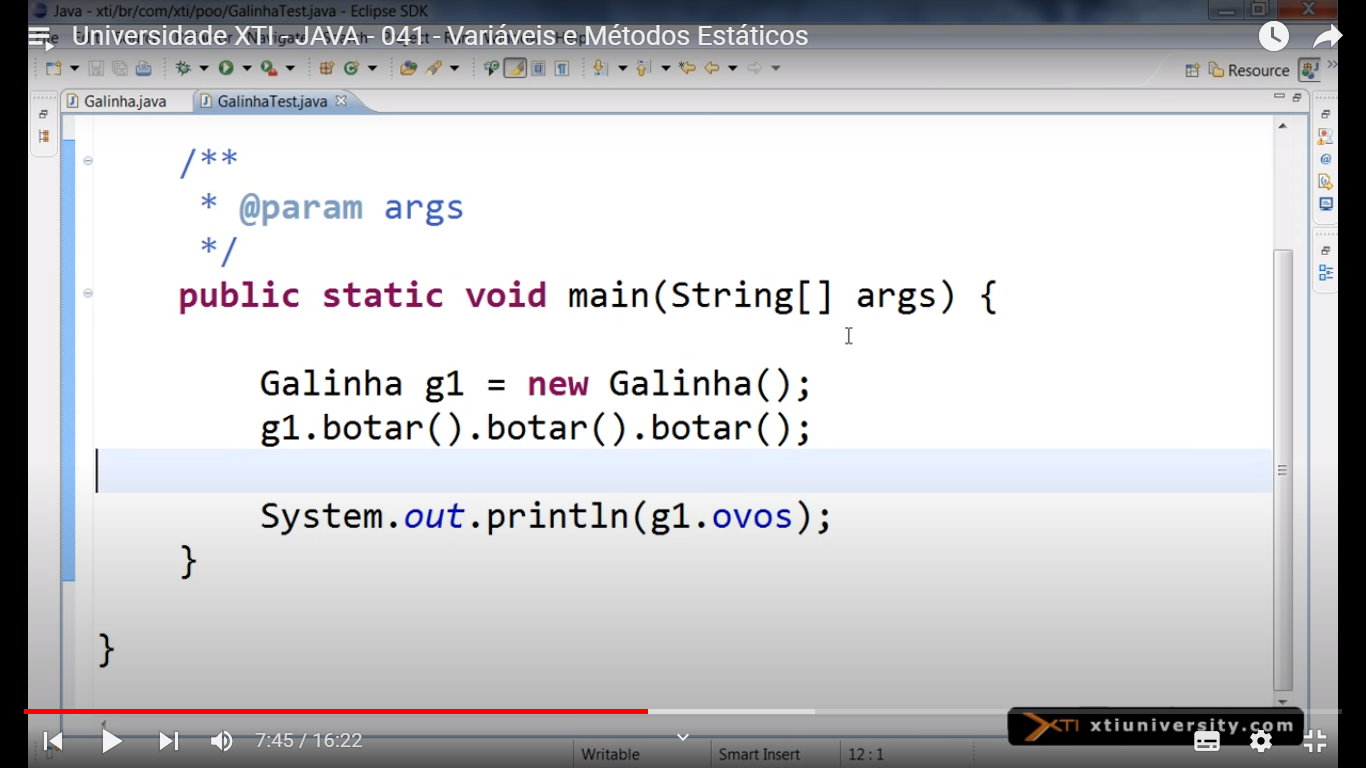 Java - xti/br/com/xti/poo/GalinhaTest.java - Eclipse SDK
Universidade XTI - JAVA - 041 - Variáveis e Métodos Estáticos
Resource
Galinha.java
GalinhaTest.java
/**
* @param args
*/
public static void main(String[] args) {
Galinha g1 = new Galinha();
g1.botar().botar().botar();
System.out.println(g1.ovos);
}
}
XTI xtiuniversity.com
7:45 / 16:22
Writable
Smart Insert
12 : 1